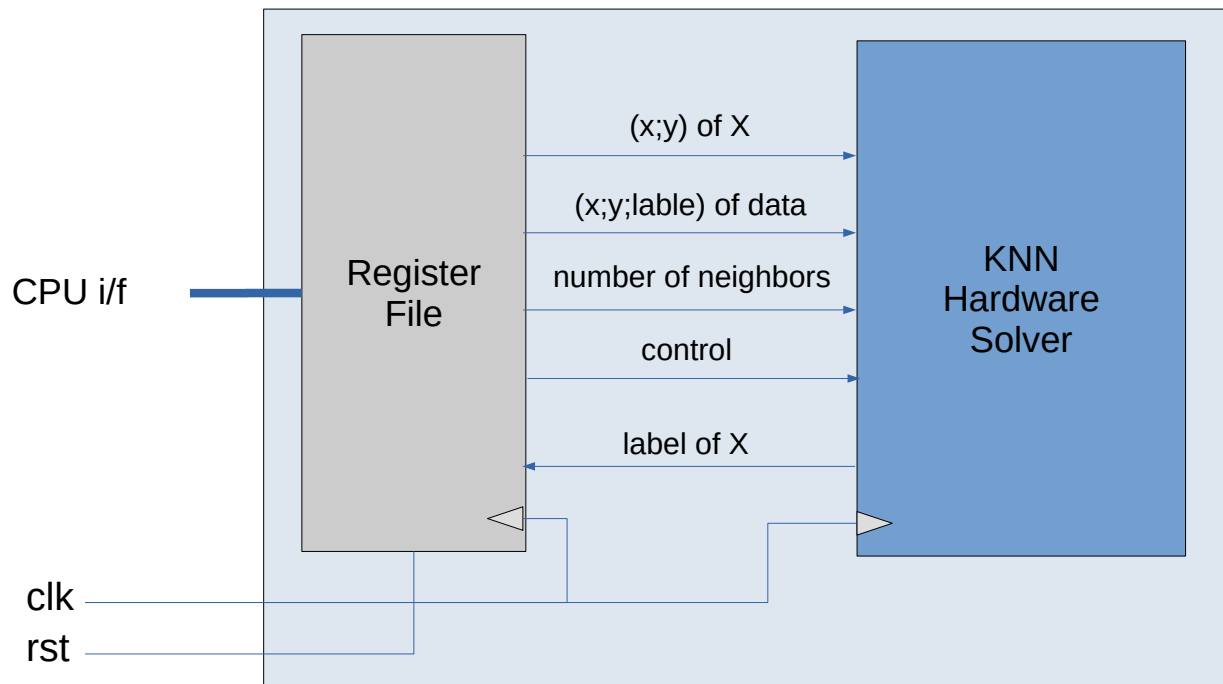 (x;y) of X
(x;y;lable) of data
number of neighbors
control
label of X
CPU i/f
Register
File
KNN
Hardware
Solver
clk
rst